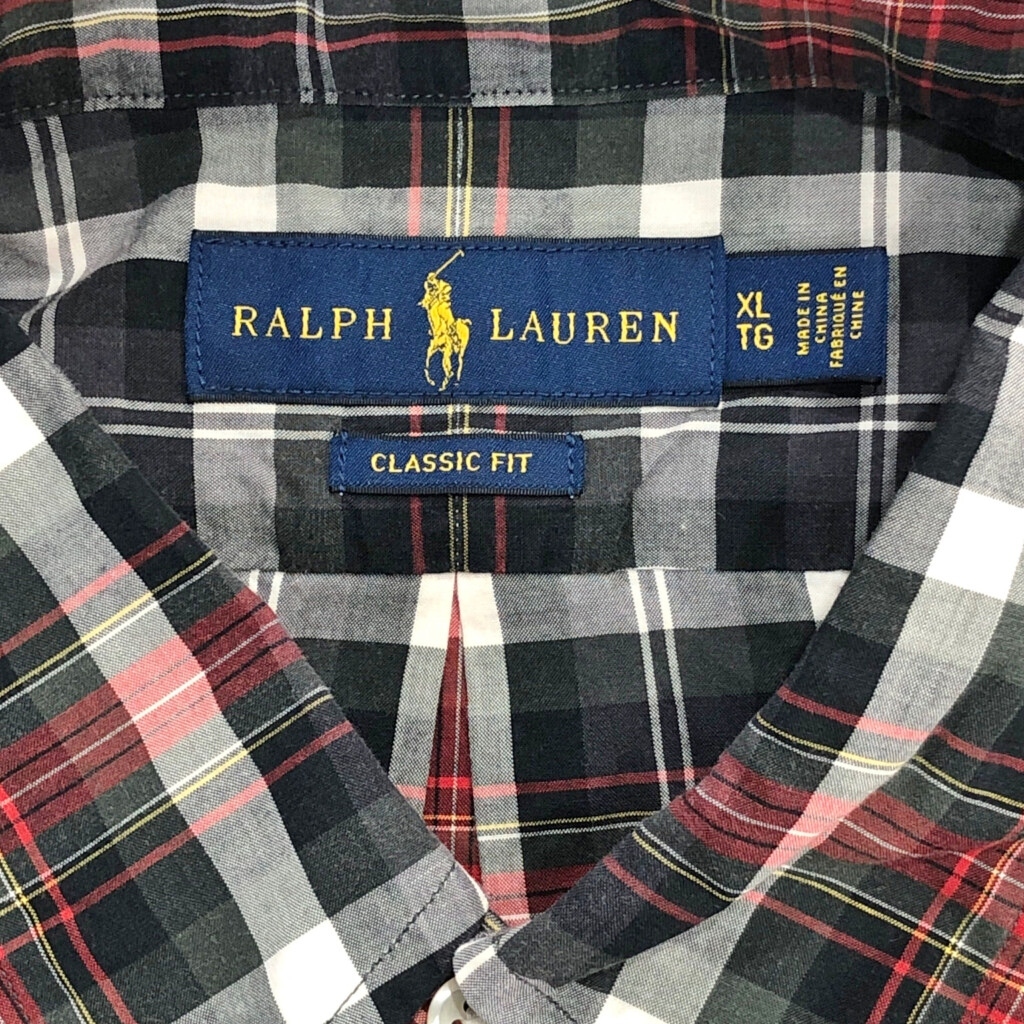 RALPH LAUREN
XL
TG
MADE IN
CHINA
FABRIQUÉ EN
CHINE
CLASSIC FIT